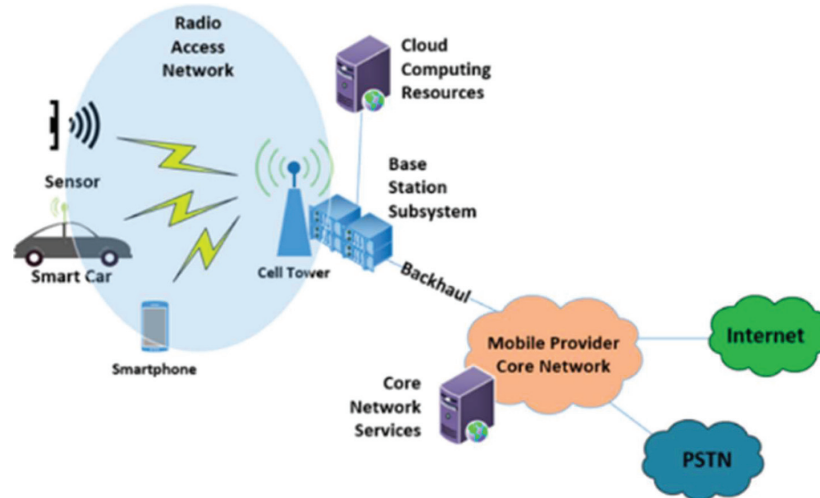 Radio
Access
Network
Cloud
Computing
Resources
Sensor
Base
Station
Subsystem
Smart Car
Cell Tower
Backhaul
Smartphone
Mobile Provider
Core Network
Internet
Core
Network
Services
PSTN